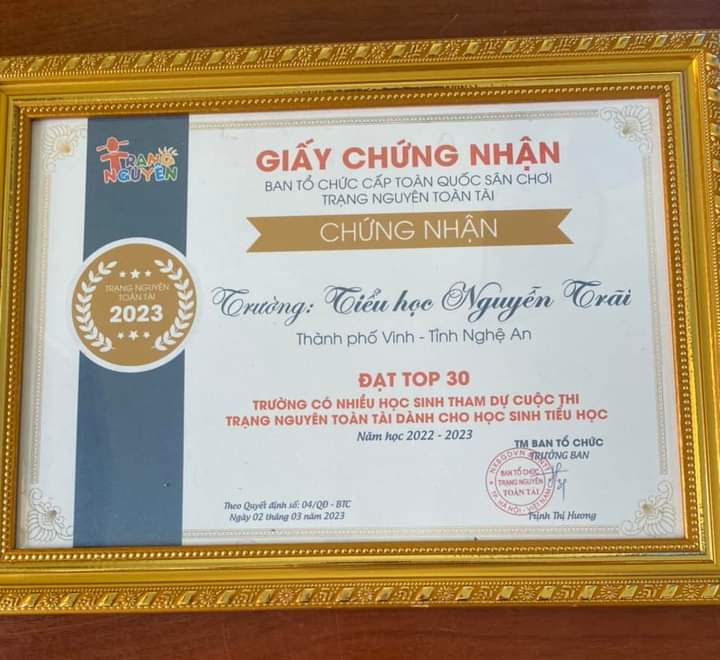 TRẠNG
NGUYÊN
GIẤY CHỨNG NHẬN
BAN TỔ CHỨC CẤP TOÀN QUỐC SÂN CHƠI
TRẠNG NGUYÊN TOÀN TÀI
CHỨNG NHẬN
TRẠNG NGUYÊN
TOÀN TÀI
2023
Trường: Tiểu học Nguyễn Trãi
Thành phố Vinh - Tỉnh Nghệ An
ĐẠT TOP 30
TRƯỜNG CÓ NHIỀU HỌC SINH THAM DỰ CUỘC THI
TRẠNG NGUYÊN TOÀN TÀI DÀNH CHO HỌC SINH TIỂU HỌC
Năm học 2022 - 2023
TM BAN TỔ CHỨC
TRƯỞNG BAN
BAN TỔ CHỨC
TRẠNG NGUYÊN
TOÀN TÀI
Theo Quyết định số: 04/QĐ - BTC
Ngày 02 tháng 03 năm 2023
Trịnh Thị Hương